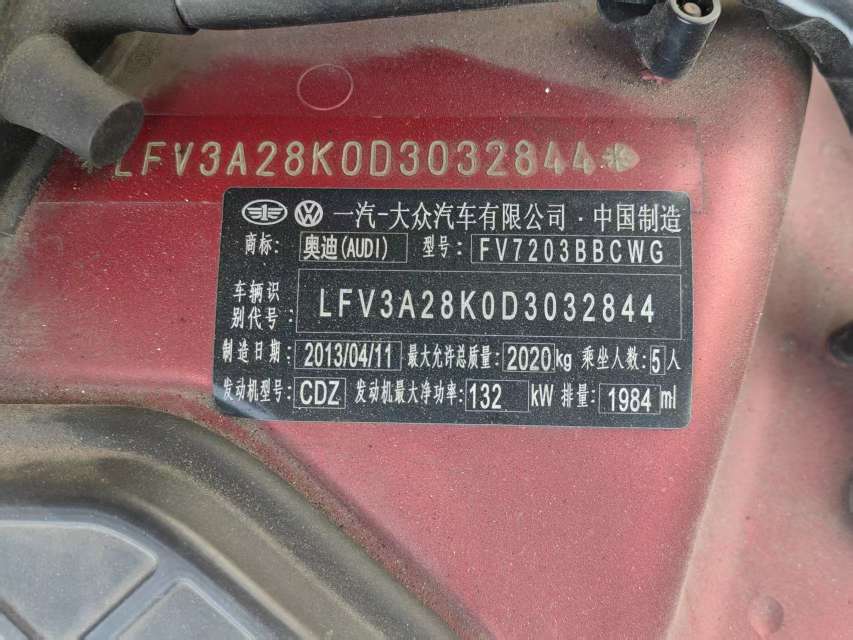 LFV3A28K0D3032844
一汽-大众汽车有限公司·中国制造
商标: 奥迪(AUDI) 型号: FV7203BBCWG
车辆识别代号: LFV3A28K0D3032844
制造日期: 2013/04/11 最大允许总质量: 2020kg 乘坐人数: 5人
发动机型号: CDZ 发动机最大净功率: 132 kW 排量: 1984 ml